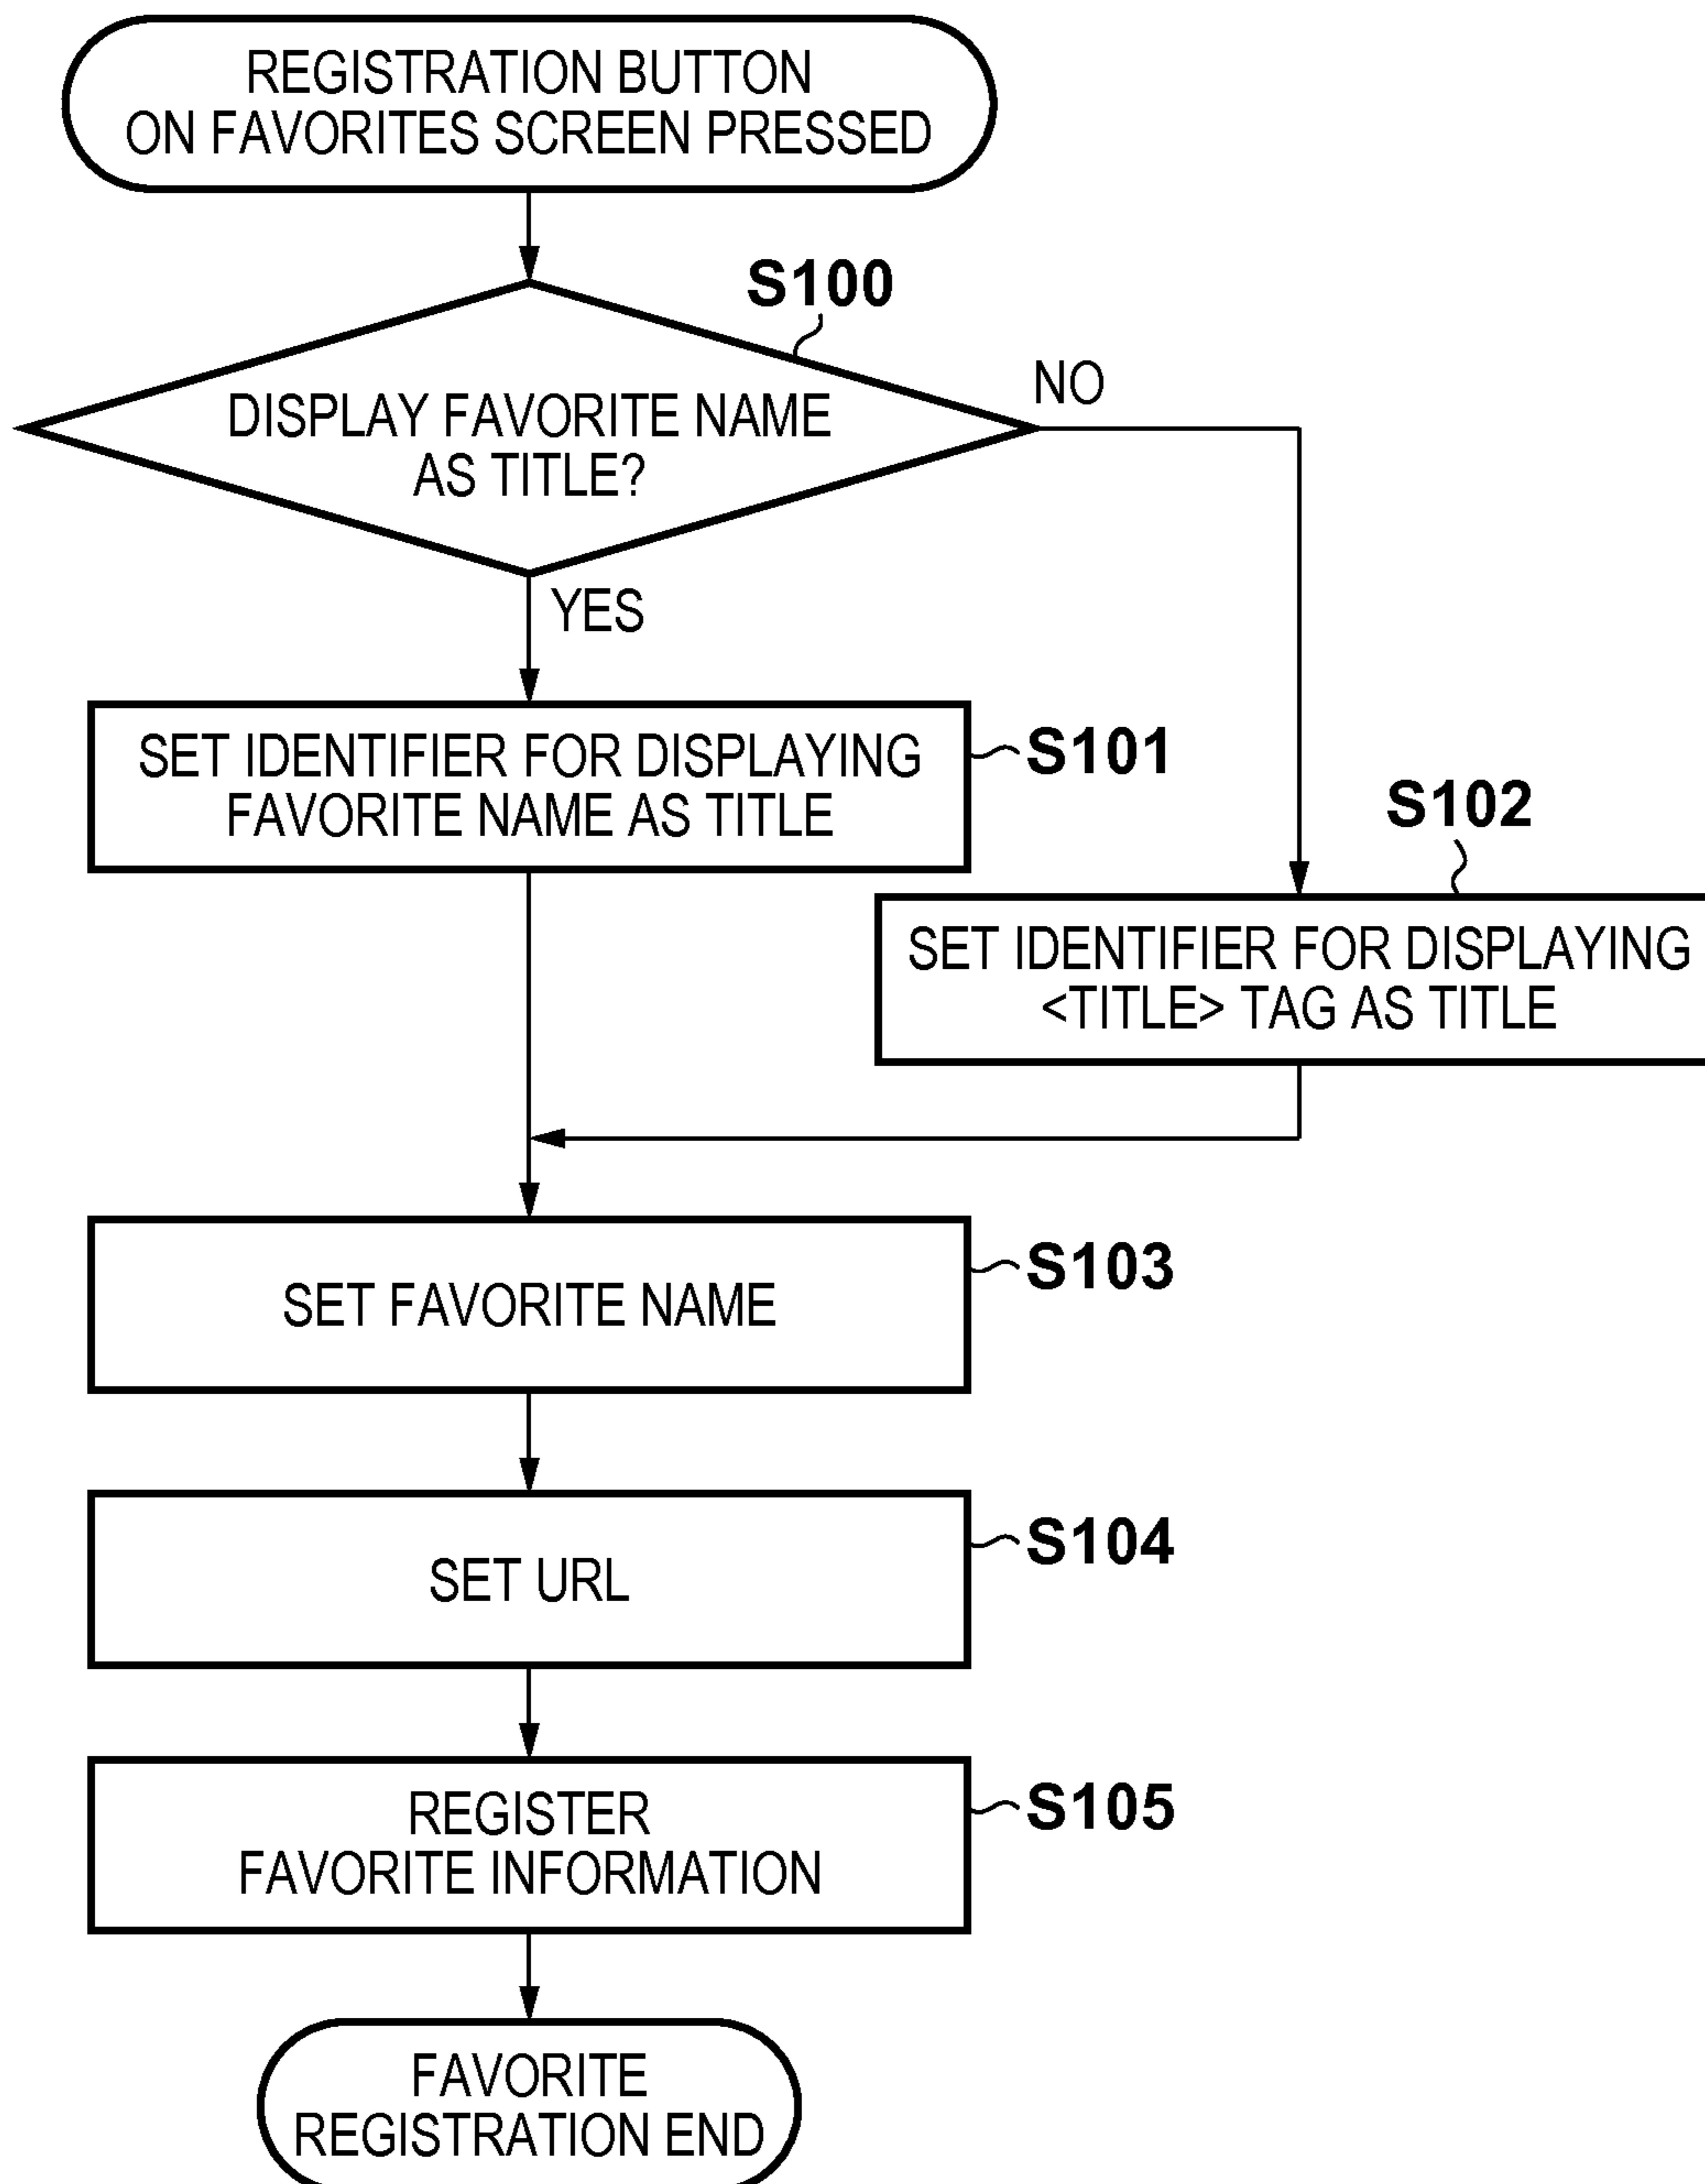 REGISTRATION BUTTON
ON FAVORITES SCREEN PRESSED
S100
DISPLAY FAVORITE NAME
AS TITLE?
NO
YES
SET IDENTIFIER FOR DISPLAYING
FAVORITE NAME AS TITLE
S101
S102
SET IDENTIFIER FOR DISPLAYING
<TITLE> TAG AS TITLE
SET FAVORITE NAME
S103
SET URL
S104
REGISTER
FAVORITE INFORMATION
S105
FAVORITE
REGISTRATION END